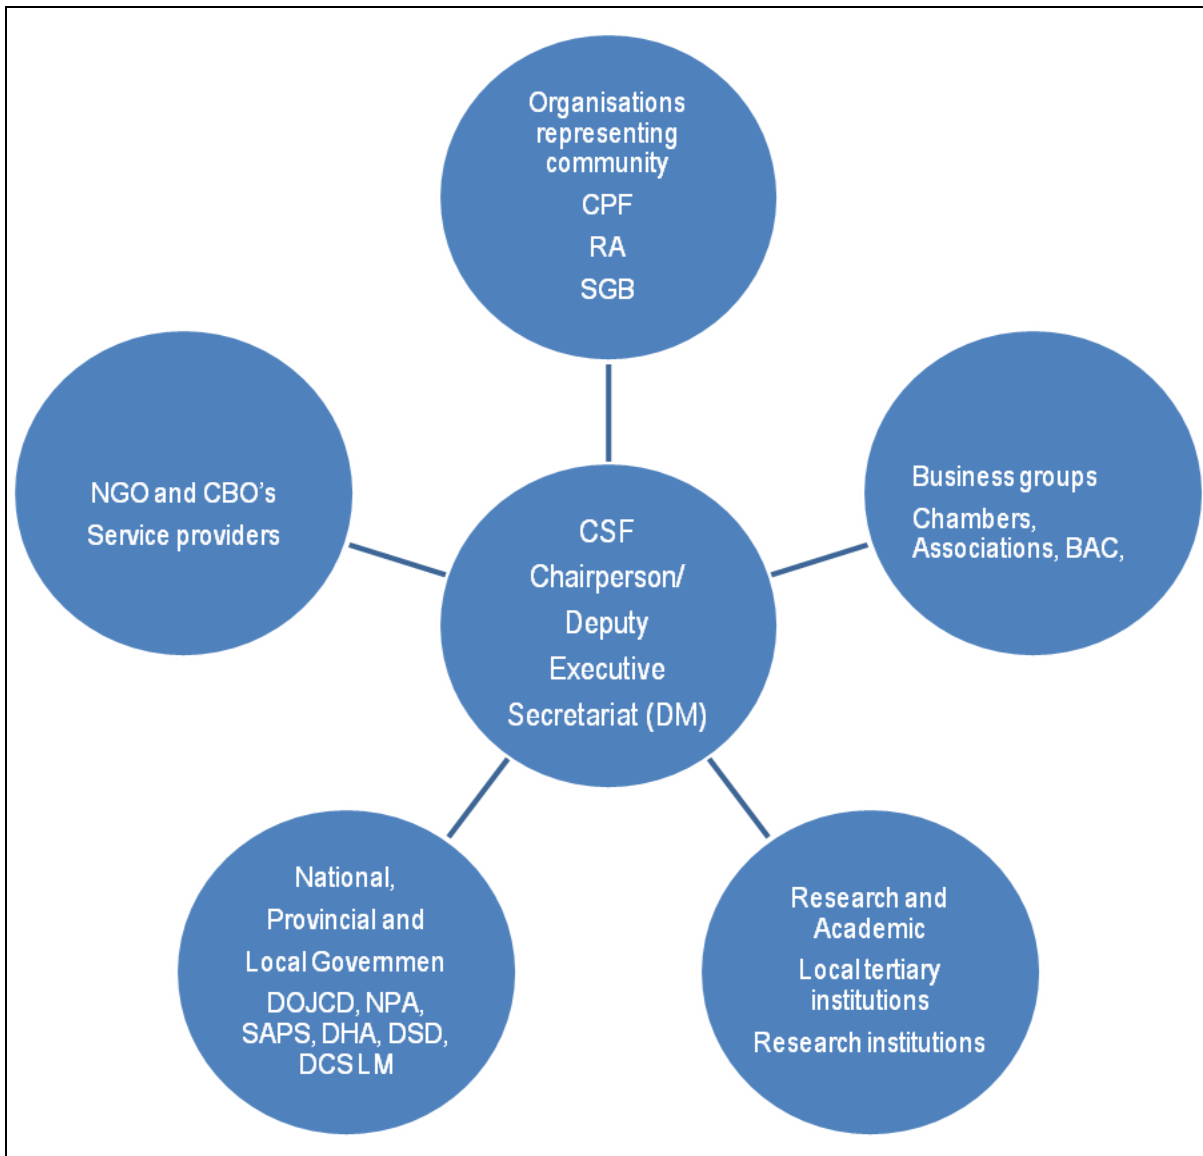 Organisations
representing
community
CPF
RA
SGB
NGO and CBO's
Service providers
CSF
Chairperson/
Deputy
Executive
Secretariat (DM)
Business groups
Chambers,
Associations, BAC,
National,
Provincial and
Local Governmen
DOJCD, NPA,
SAPS, DHA, DSD,
DCS LM
Research and
Academic
Local tertiary
institutions
Research institutions